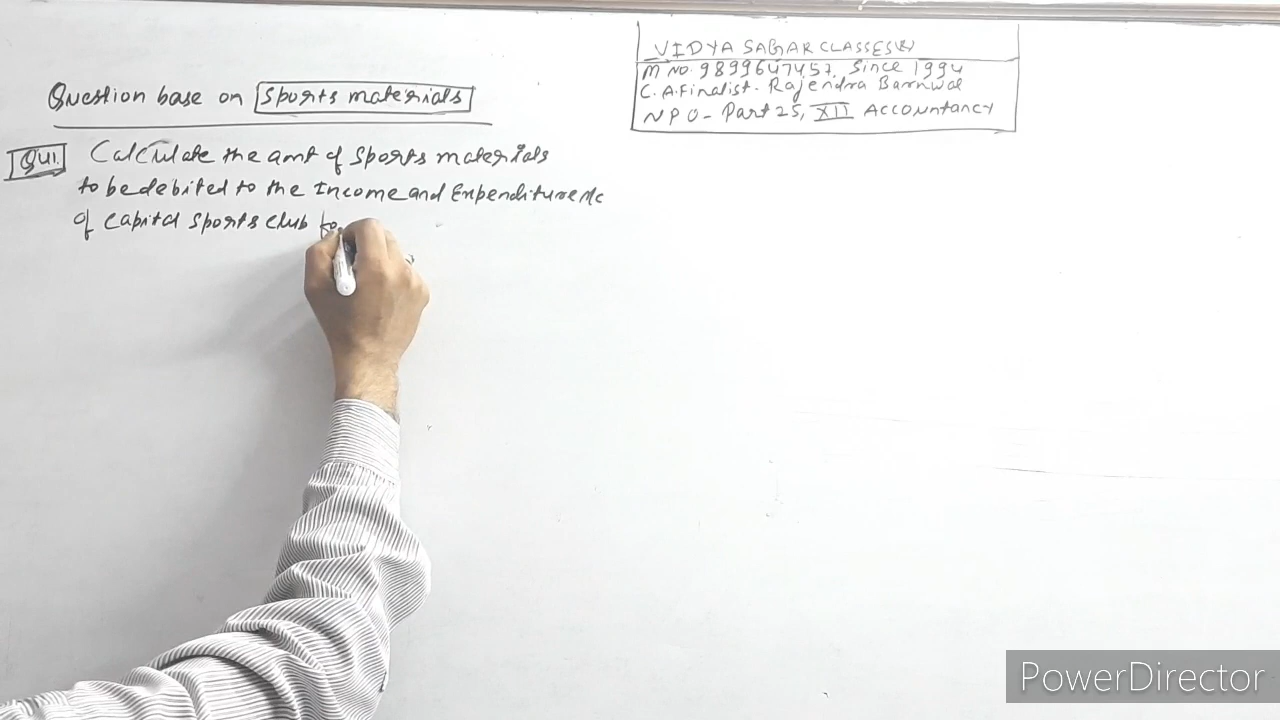 Question base on Sports materials
Q41. Calculate the amt of Sports materials
to be debited to the Income and Expenditure A/c
of Capital Sports club for
VIDYA SAGAR CLASSES(R)
M NO. 9899647457, Since 1994
C.A. Finalist - Rajendra Barnwal
NPO - Part 25, XII ACCOUNTANCY
PowerDirector